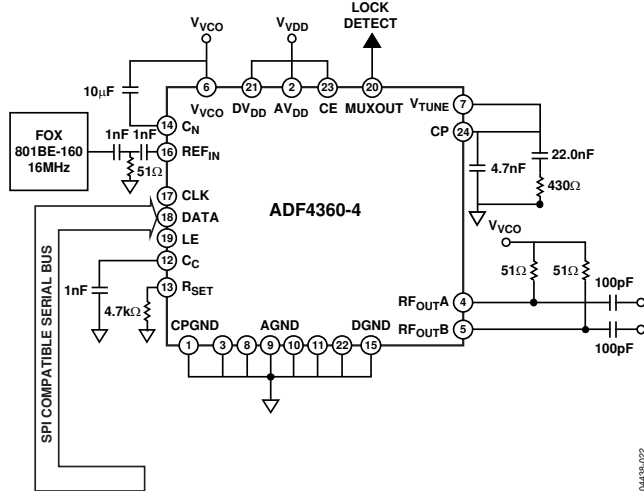 LOCK
DETECT
V_VCO
V_VDD
10µF
6
21
2
23
20
V_VCO
DV_DD
AV_DD
CE
MUXOUT
V_TUNE
7
CP
24
14
C_N
FOX
801BE-160
16MHz
1nF
1nF
16
REF_IN
51Ω
4.7nF
22.0nF
430Ω
17
CLK
18
DATA
19
LE
ADF4360-4
12
C_C
13
R_SET
1nF
4.7kΩ
V_VCO
51Ω
51Ω
100pF
RF_OUTA
4
RF_OUTB
5
100pF
CPGND
AGND
DGND
1
3
8
9
10
11
22
15
SPI COMPATIBLE SERIAL BUS
04438-022